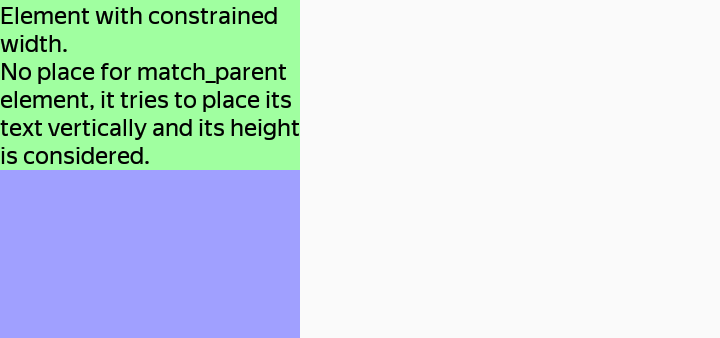 Element with constrained
width.
No place for match_parent
element, it tries to place its
text vertically and its height
is considered.